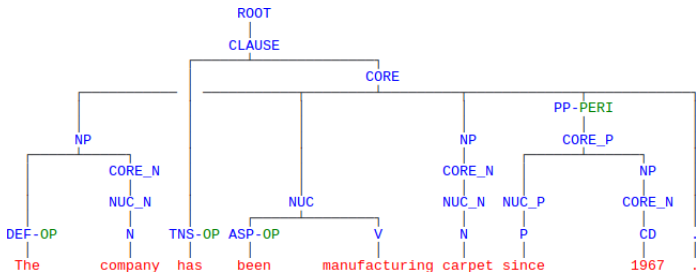 ROOT
CLAUSE
CORE
PP-PERI
NP NP CORE_P
CORE_N CORE_N NP
NUC_N NUC NUC_N NUC_P CORE_N
DEF-OP N TNS-OP ASP-OP V N P CD .
The company has been manufacturing carpet since 1967 .